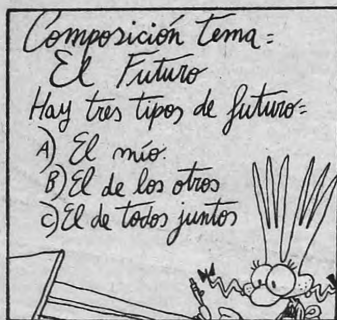 Composición tema=
El Futuro
Hay tres tipos de futuro=
A) El mío.
B) El de los otros
C) El de todos juntos